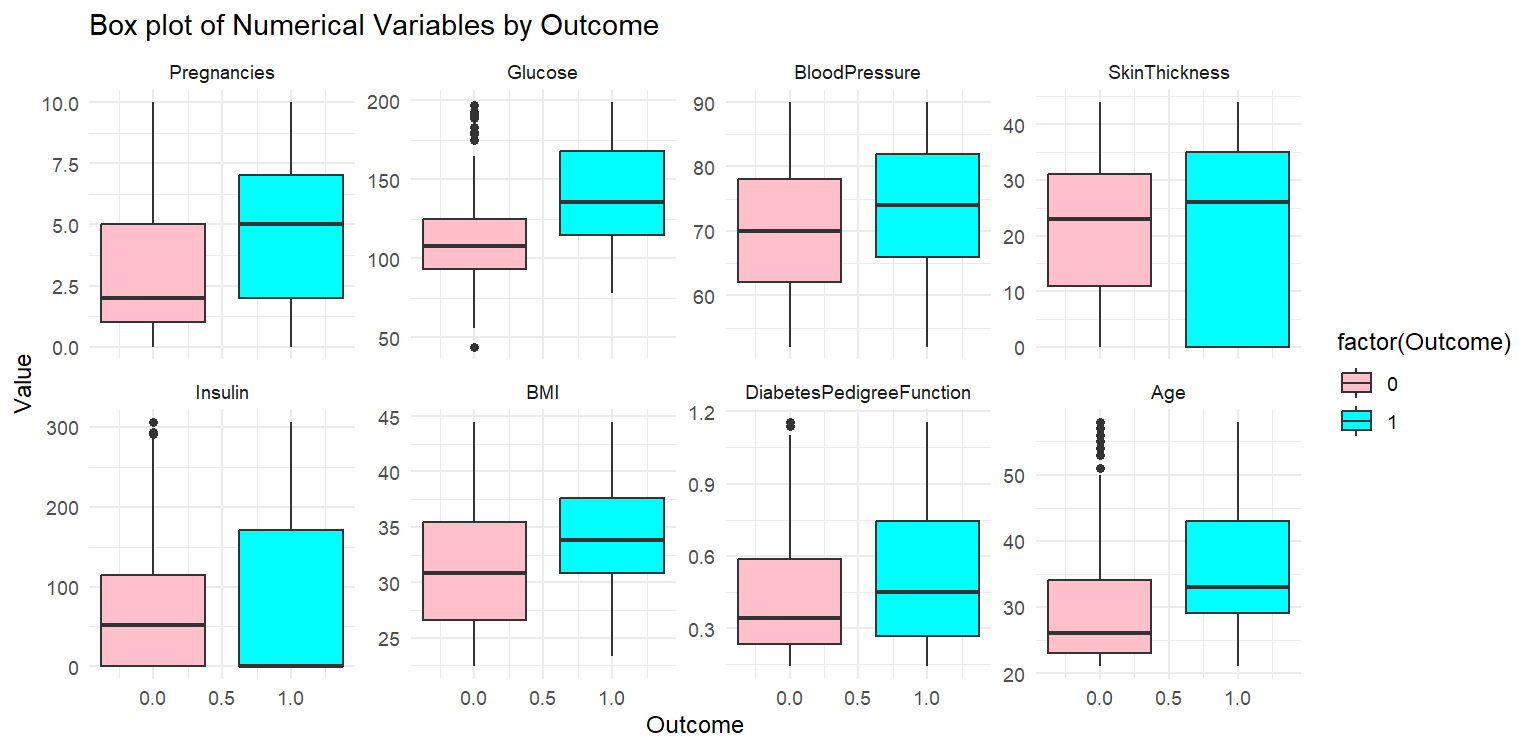 Box plot of Numerical Variables by Outcome
Pregnancies
Glucose
BloodPressure
SkinThickness
10.0
7.5
5.0
2.5
0.0
200
150
100
50
90
80
70
60
40
30
20
10
0
Value
Insulin
BMI
DiabetesPedigreeFunction
Age
300
200
100
0
45
40
35
30
25
1.2
0.9
0.6
0.3
50
40
30
20
0.0 0.5 1.0
0.0 0.5 1.0
0.0 0.5 1.0
0.0 0.5 1.0
Outcome
factor(Outcome)
0
1